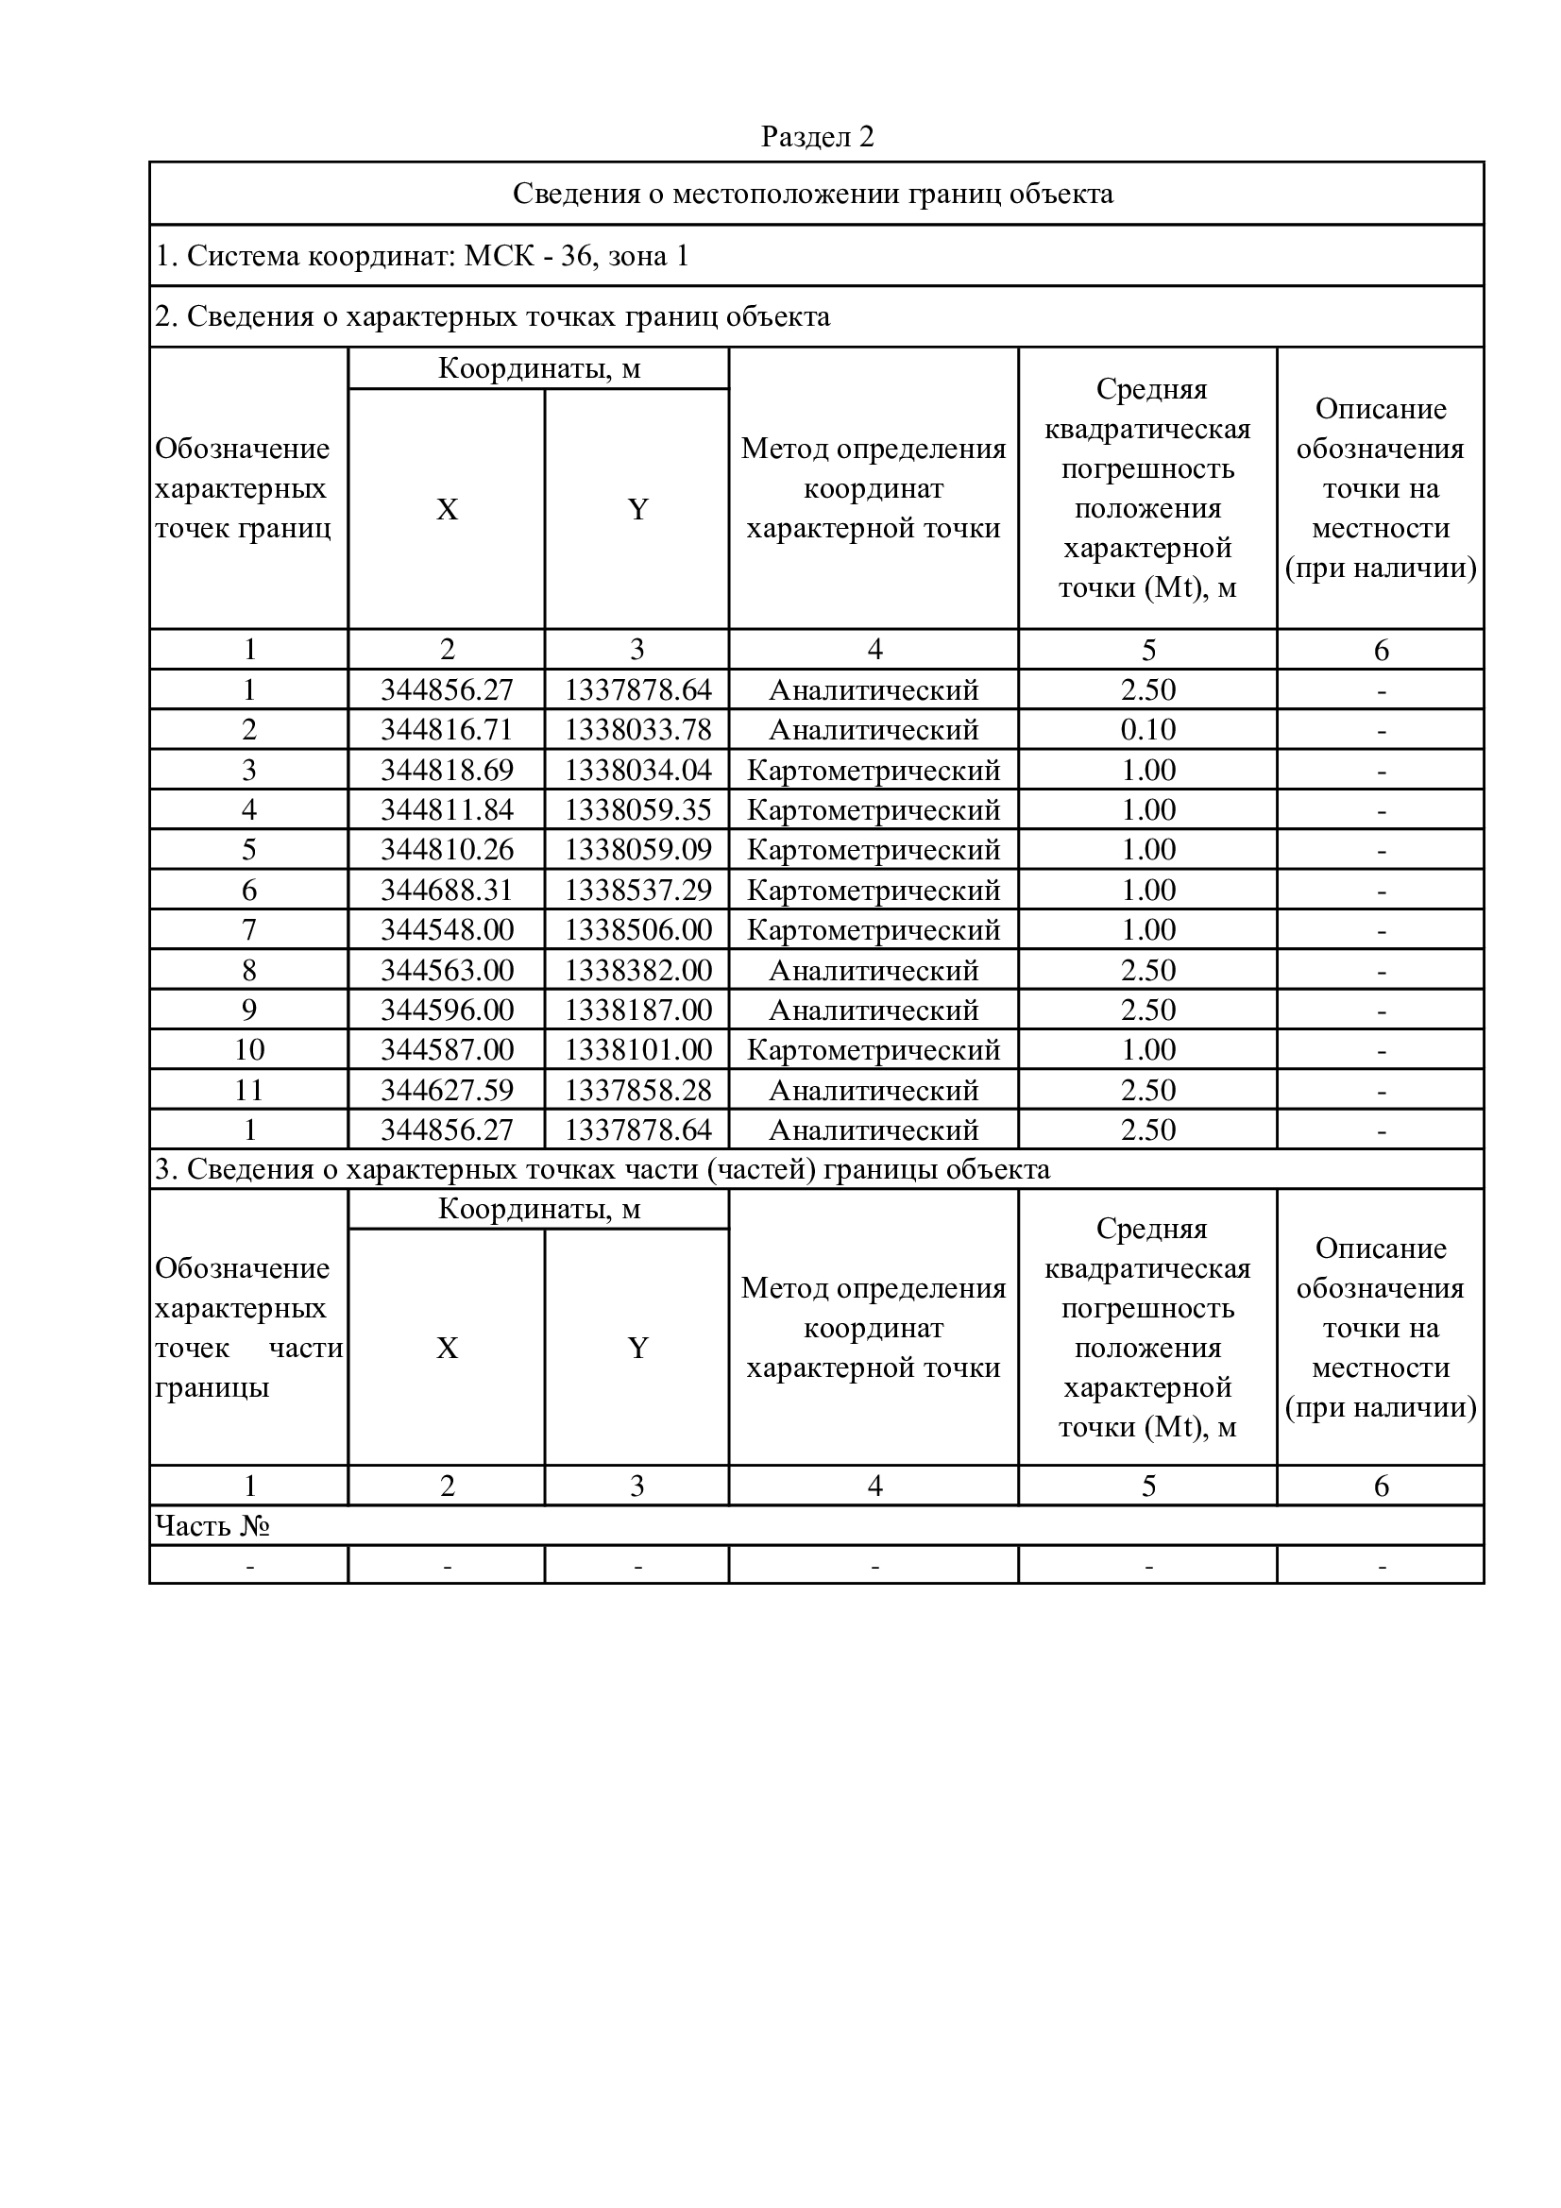 Раздел 2
Сведения о местоположении границ объекта
1. Система координат: МСК - 36, зона 1
2. Сведения о характерных точках границ объекта
Обозначение
характерных
точек границ
Координаты, м
X
Y
Метод определения
координат
характерной точки
Средняя
квадратическая
погрешность
положения
характерной
точки (Mt), м
Описание
обозначения
точки на
местности
(при наличии)
1 2 3 4 5 6
1 344856.27 1337878.64 Аналитический 2.50 -
2 344816.71 1338033.78 Аналитический 0.10 -
3 344818.69 1338034.04 Картометрический 1.00 -
4 344811.84 1338059.35 Картометрический 1.00 -
5 344810.26 1338059.09 Картометрический 1.00 -
6 344688.31 1338537.29 Картометрический 1.00 -
7 344548.00 1338506.00 Картометрический 1.00 -
8 344563.00 1338382.00 Аналитический 2.50 -
9 344596.00 1338187.00 Аналитический 2.50 -
10 344587.00 1338101.00 Картометрический 1.00 -
11 344627.59 1337858.28 Аналитический 2.50 -
1 344856.27 1337878.64 Аналитический 2.50 -
3. Сведения о характерных точках части (частей) границы объекта
Обозначение
характерных
точек части
границы
Координаты, м
X
Y
Метод определения
координат
характерной точки
Средняя
квадратическая
погрешность
положения
характерной
точки (Mt), м
Описание
обозначения
точки на
местности
(при наличии)
1 2 3 4 5 6
Часть №
- - - - - -